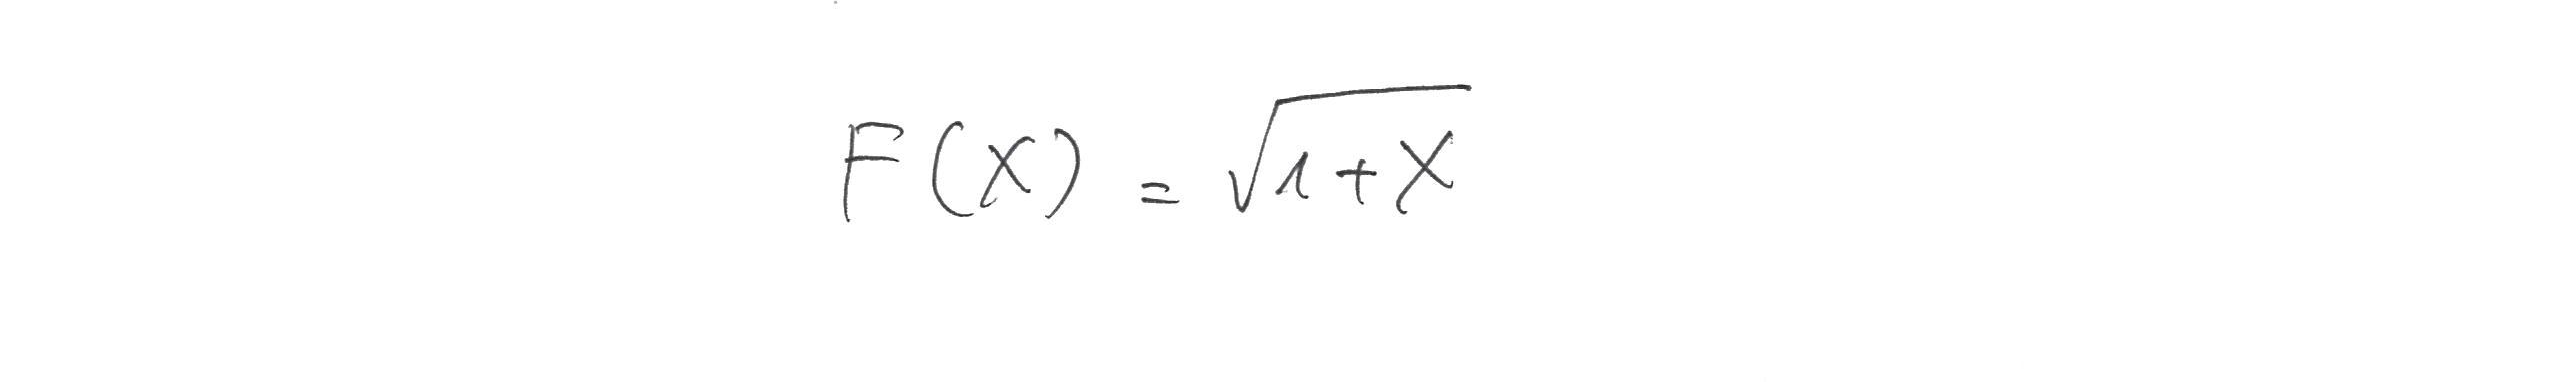 F(X) = √1+X